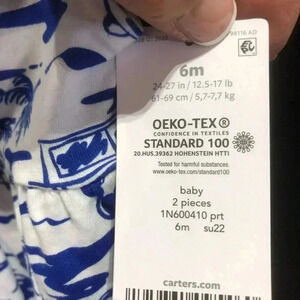 98116 AD
6m
24-27 in / 12.5-17 lb
61-69 cm / 5,7-7,7 kg
OEKO-TEX®
CONFIDENCE IN TEXTILES
STANDARD 100
20.HUS.39362 HOHENSTEIN HTTI
Tested for harmful substances.
www.oeko-tex.com/standard100
baby
2 pieces
1N600410 prt
6m su22
carters.com